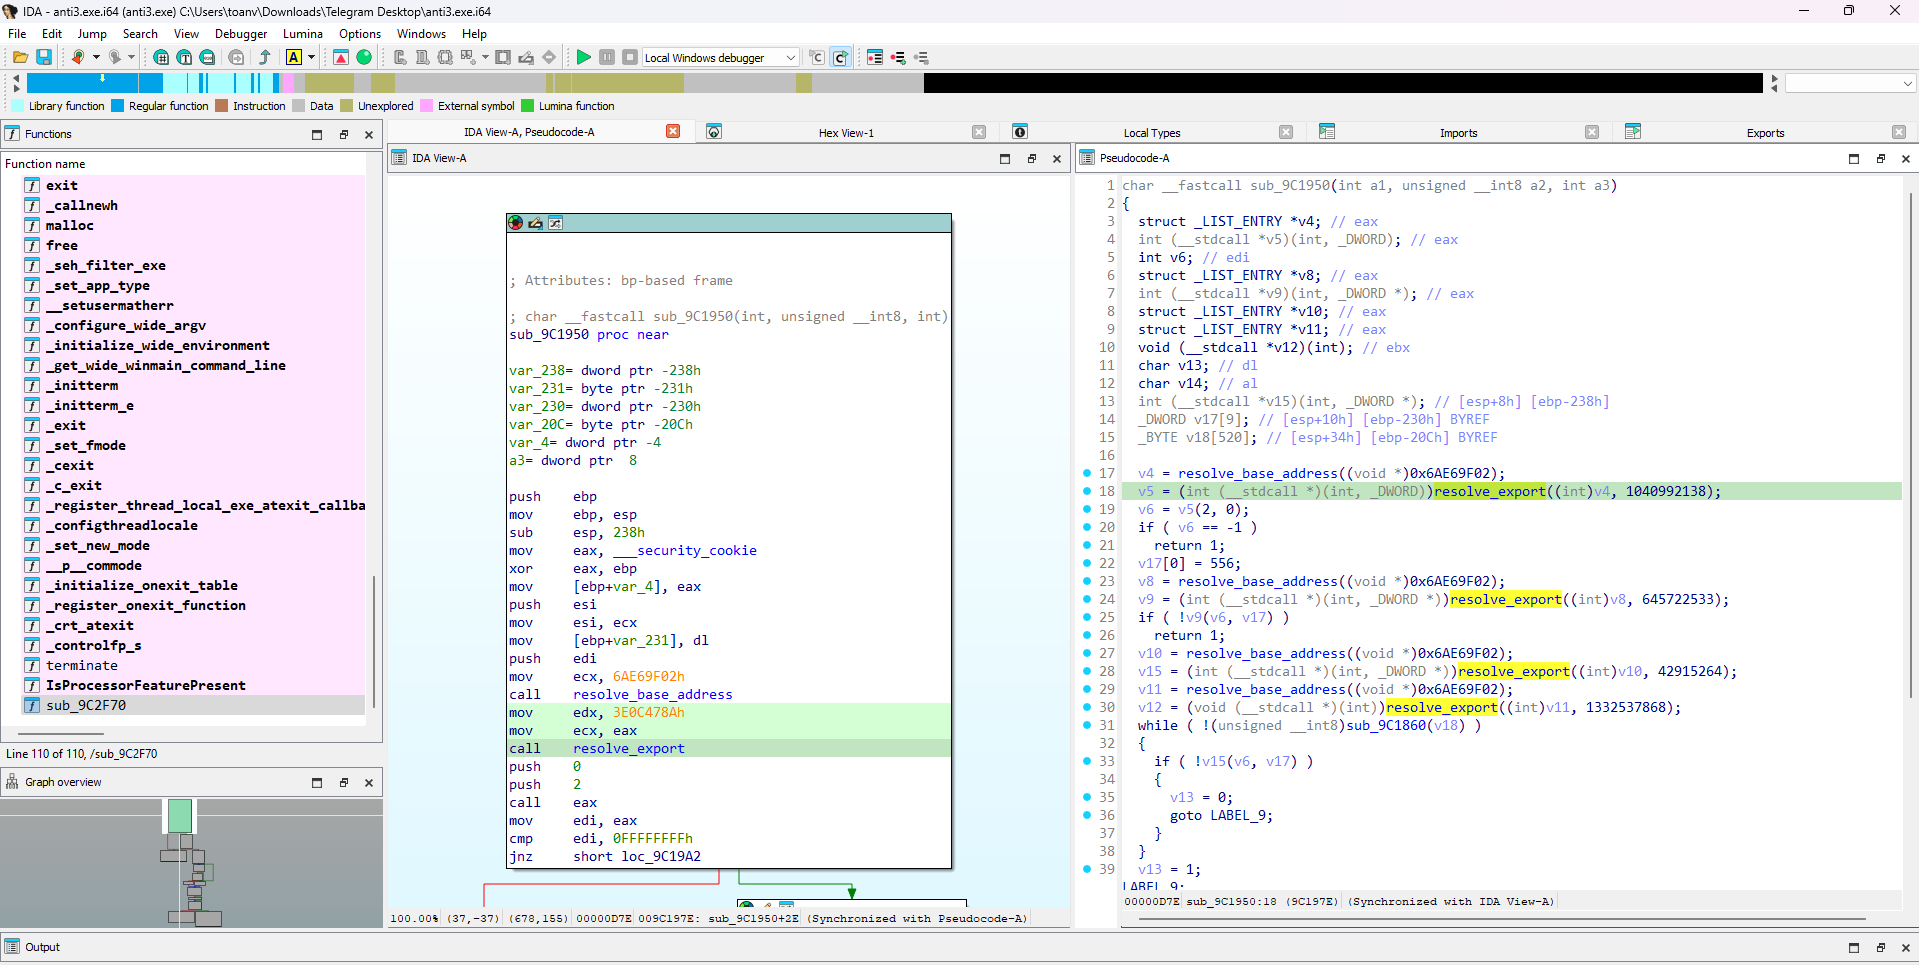 IDA - anti3.exe.i64 (anti3.exe) C:\Users\toanv\Downloads\Telegram Desktop\anti3.exe.i64
File Edit Jump Search View Debugger Lumina Options Windows Help
Local Windows debugger
Library function Regular function Instruction Data Unexplored External symbol Lumina function
Functions
Function name
exit
_callnewh
malloc
free
_seh_filter_exe
_set_app_type
__setusermatherr
_configure_wide_argv
_initialize_wide_environment
_get_wide_winmain_command_line
_initterm
_initterm_e
_exit
_set_fmode
_cexit
_c_exit
_register_thread_local_exe_atexit_callba
_configthreadlocale
_set_new_mode
__p__commode
_initialize_onexit_table
_register_onexit_function
_crt_atexit
_controlfp_s
terminate
IsProcessorFeaturePresent
sub_9C2F70
Line 110 of 110, /sub_9C2F70
Graph overview
IDA View-A, Pseudocode-A
Hex View-1
Local Types
Imports
Exports
IDA View-A
; Attributes: bp-based frame
; char __fastcall sub_9C1950(int, unsigned __int8, int)
sub_9C1950 proc near
var_238= dword ptr -238h
var_231= byte ptr -231h
var_230= dword ptr -230h
var_20C= byte ptr -20Ch
var_4= dword ptr -4
a3= dword ptr  8
push ebp
mov ebp, esp
sub esp, 238h
mov eax, ___security_cookie
xor eax, ebp
mov [ebp+var_4], eax
push esi
mov esi, ecx
mov [ebp+var_231], dl
push edi
mov ecx, 6AE69F02h
call resolve_base_address
mov edx, 3E0C478Ah
mov ecx, eax
call resolve_export
push 0
push 2
call eax
mov edi, eax
cmp edi, 0FFFFFFFFh
jnz short loc_9C19A2
100.00% (37,-37) (678,155) 00000D7E 009C197E: sub_9C1950+2E (Synchronized with Pseudocode-A)
Pseudocode-A
1 char __fastcall sub_9C1950(int a1, unsigned __int8 a2, int a3)
2 {
3 struct _LIST_ENTRY *v4; // eax
4 int (__stdcall *v5)(int, _DWORD); // eax
5 int v6; // edi
6 struct _LIST_ENTRY *v8; // eax
7 int (__stdcall *v9)(int, _DWORD *); // eax
8 struct _LIST_ENTRY *v10; // eax
9 struct _LIST_ENTRY *v11; // eax
10 void (__stdcall *v12)(int); // ebx
11 char v13; // dl
12 char v14; // al
13 int (__stdcall *v15)(int, _DWORD *); // [esp+8h] [ebp-238h]
14 _DWORD v17[9]; // [esp+10h] [ebp-230h] BYREF
15 _BYTE v18[520]; // [esp+34h] [ebp-20Ch] BYREF
16
17 v4 = resolve_base_address((void *)0x6AE69F02);
18 v5 = (int (__stdcall *)(int, _DWORD))resolve_export((int)v4, 1040992138);
19 v6 = v5(2, 0);
20 if ( v6 == -1 )
21 return 1;
22 v17[0] = 556;
23 v8 = resolve_base_address((void *)0x6AE69F02);
24 v9 = (int (__stdcall *)(int, _DWORD *))resolve_export((int)v8, 645722533);
25 if ( !v9(v6, v17) )
26 return 1;
27 v10 = resolve_base_address((void *)0x6AE69F02);
28 v15 = (int (__stdcall *)(int, _DWORD *))resolve_export((int)v10, 42915264);
29 v11 = resolve_base_address((void *)0x6AE69F02);
30 v12 = (void (__stdcall *)(int))resolve_export((int)v11, 1332537868);
31 while ( !(unsigned __int8)sub_9C1860(v18) )
32 {
33 if ( !v15(v6, v17) )
34 {
35 v13 = 0;
36 goto LABEL_9;
37 }
38 }
39 v13 = 1;
LABEL_9:
00000D7E sub_9C1950:18 (9C197E) (Synchronized with IDA View-A)
Output